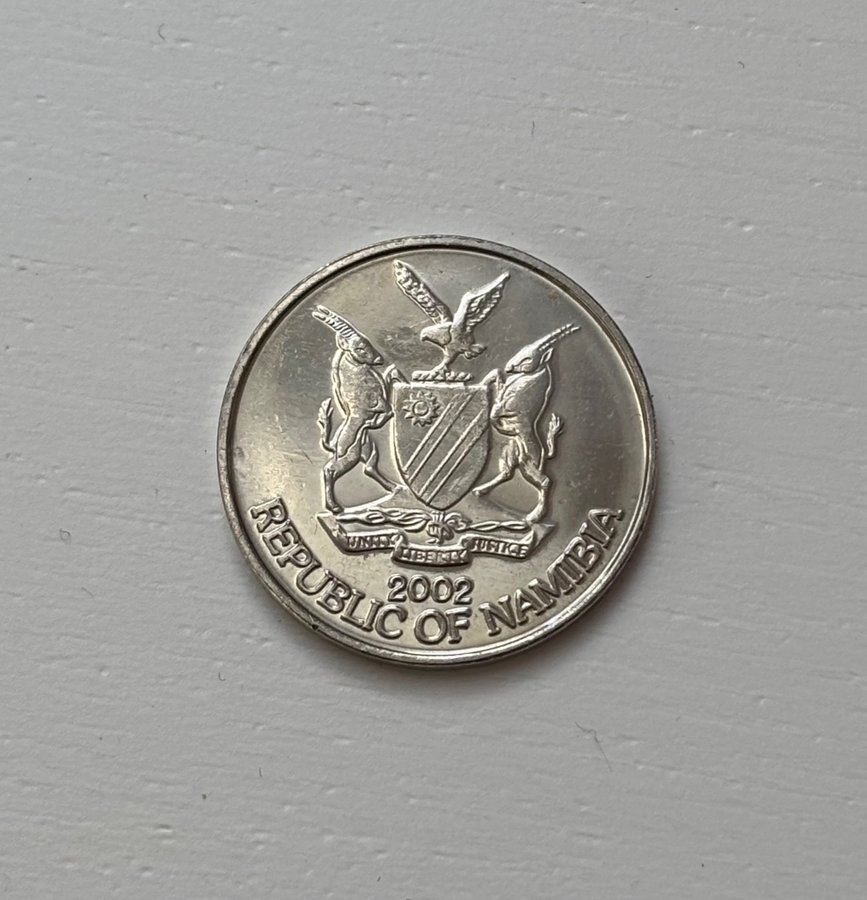 UNITY LIBERTY JUSTICE
2002
REPUBLIC OF NAMIBIA